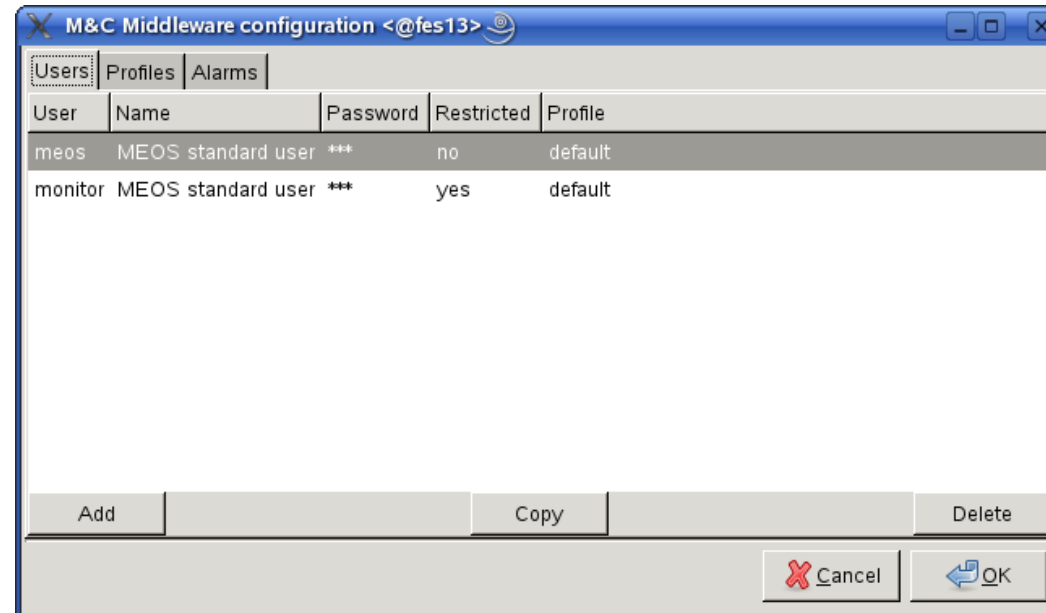 M&C Middleware configuration <@fes13>
Users Profiles Alarms
User Name Password Restricted Profile
meos MEOS standard user *** no default
monitor MEOS standard user *** yes default
Add Copy Delete
Cancel OK